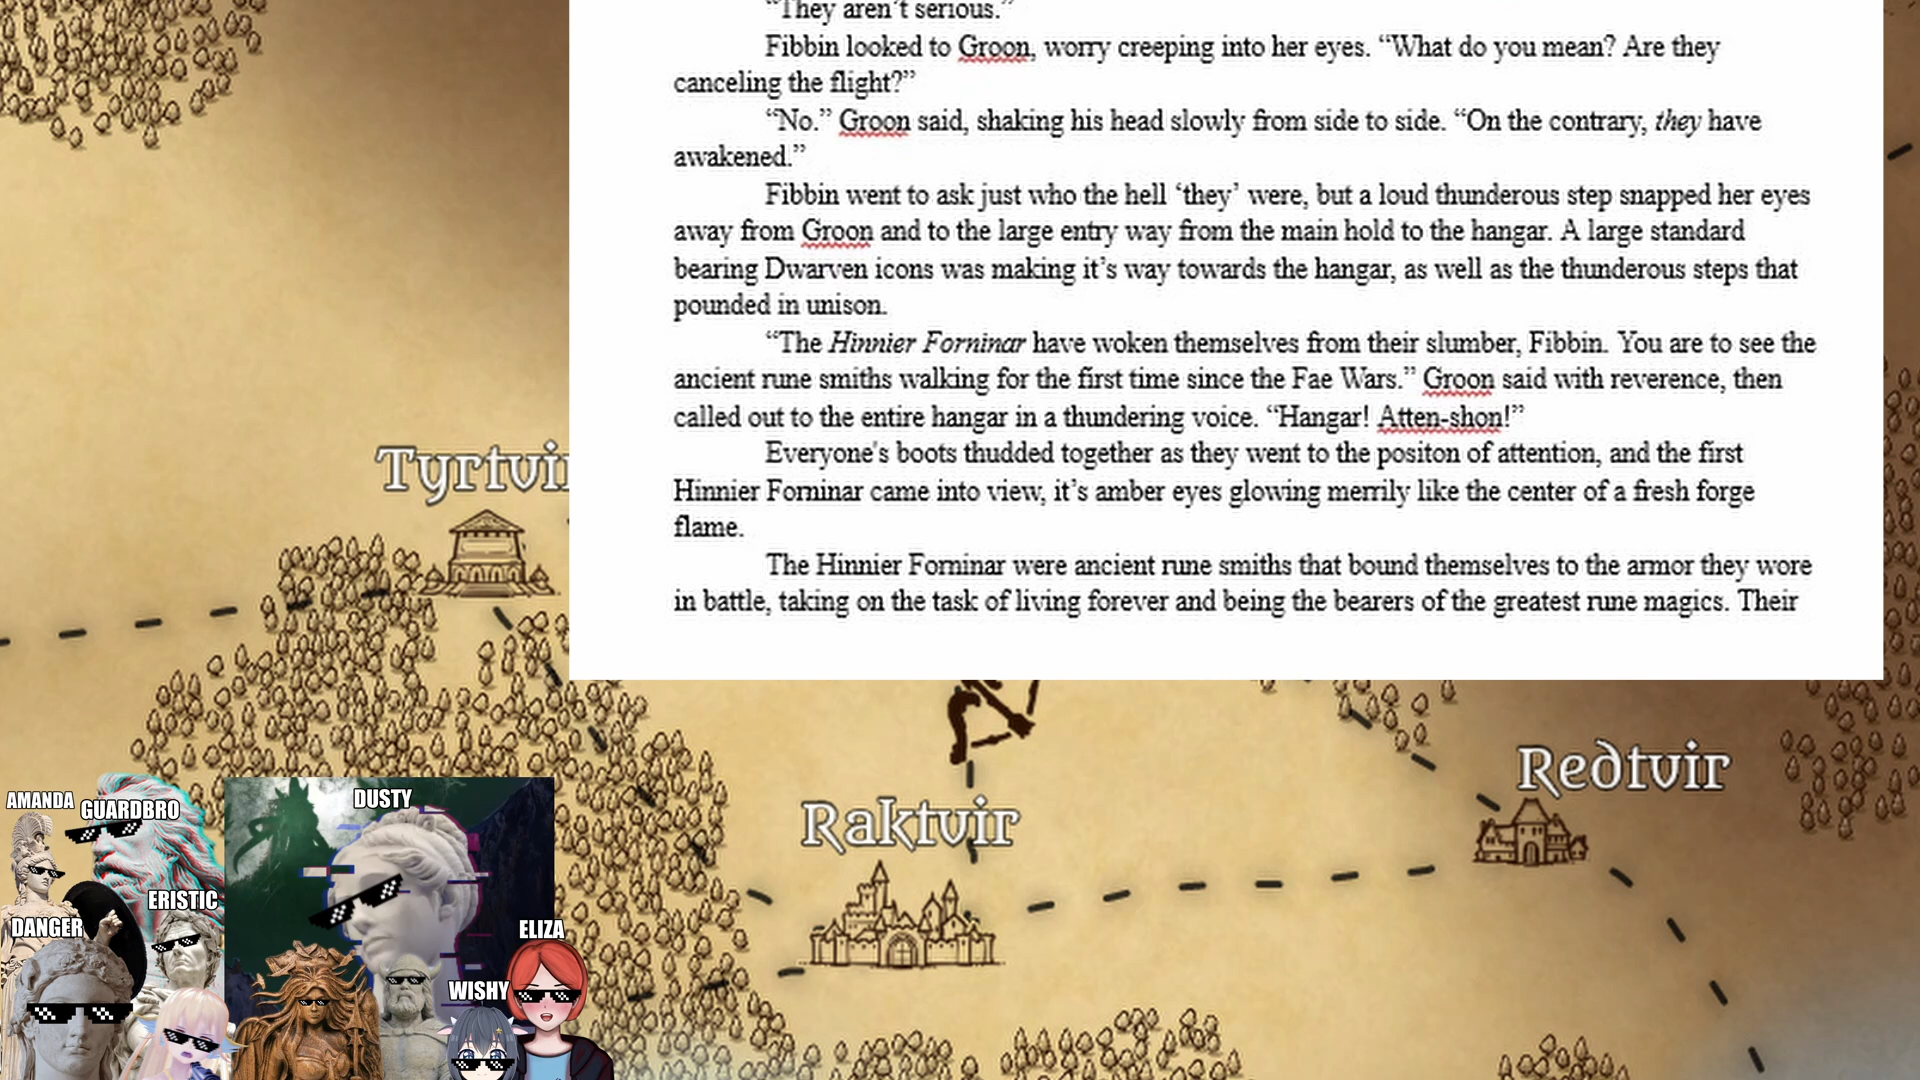 “They aren’t serious.”
Fibbin looked to Groon, worry creeping into her eyes. “What do you mean? Are they
canceling the flight?”
“No.” Groon said, shaking his head slowly from side to side. “On the contrary, they have
awakened.”
Fibbin went to ask just who the hell ‘they’ were, but a loud thunderous step snapped her eyes
away from Groon and to the large entry way from the main hold to the hangar. A large standard
bearing Dwarven icons was making it’s way towards the hangar, as well as the thunderous steps that
pounded in unison.
“The Hinnier Forninar have woken themselves from their slumber, Fibbin. You are to see the
ancient rune smiths walking for the first time since the Fae Wars.” Groon said with reverence, then
called out to the entire hangar in a thundering voice. “Hangar! Atten-shon!”
Everyone's boots thudded together as they went to the positon of attention, and the first
Hinnier Forninar came into view, it’s amber eyes glowing merrily like the center of a fresh forge
flame.
The Hinnier Forninar were ancient rune smiths that bound themselves to the armor they wore
in battle, taking on the task of living forever and being the bearers of the greatest rune magics. Their
Tyrtvir
Raktvir
Redtvir
AMANDA
GUARDBRO
DUSTY
ERISTIC
DANGER
ELIZA
WISHY